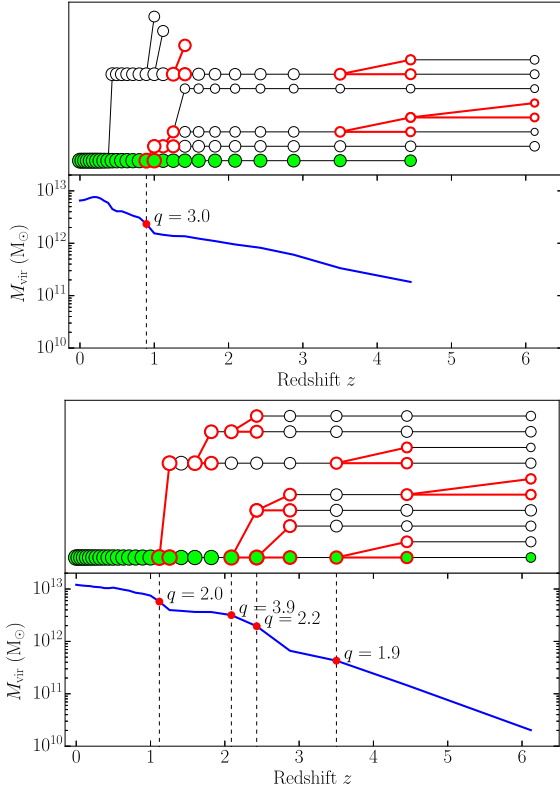 10^13
q = 3.0
10^12
10^11
10^10
M_vir (M_⊙)
0 1 2 3 4 5 6
Redshift z
10^13
q = 2.0
q = 3.9
q = 2.2
10^12
q = 1.9
10^11
10^10
M_vir (M_⊙)
0 1 2 3 4 5 6
Redshift z